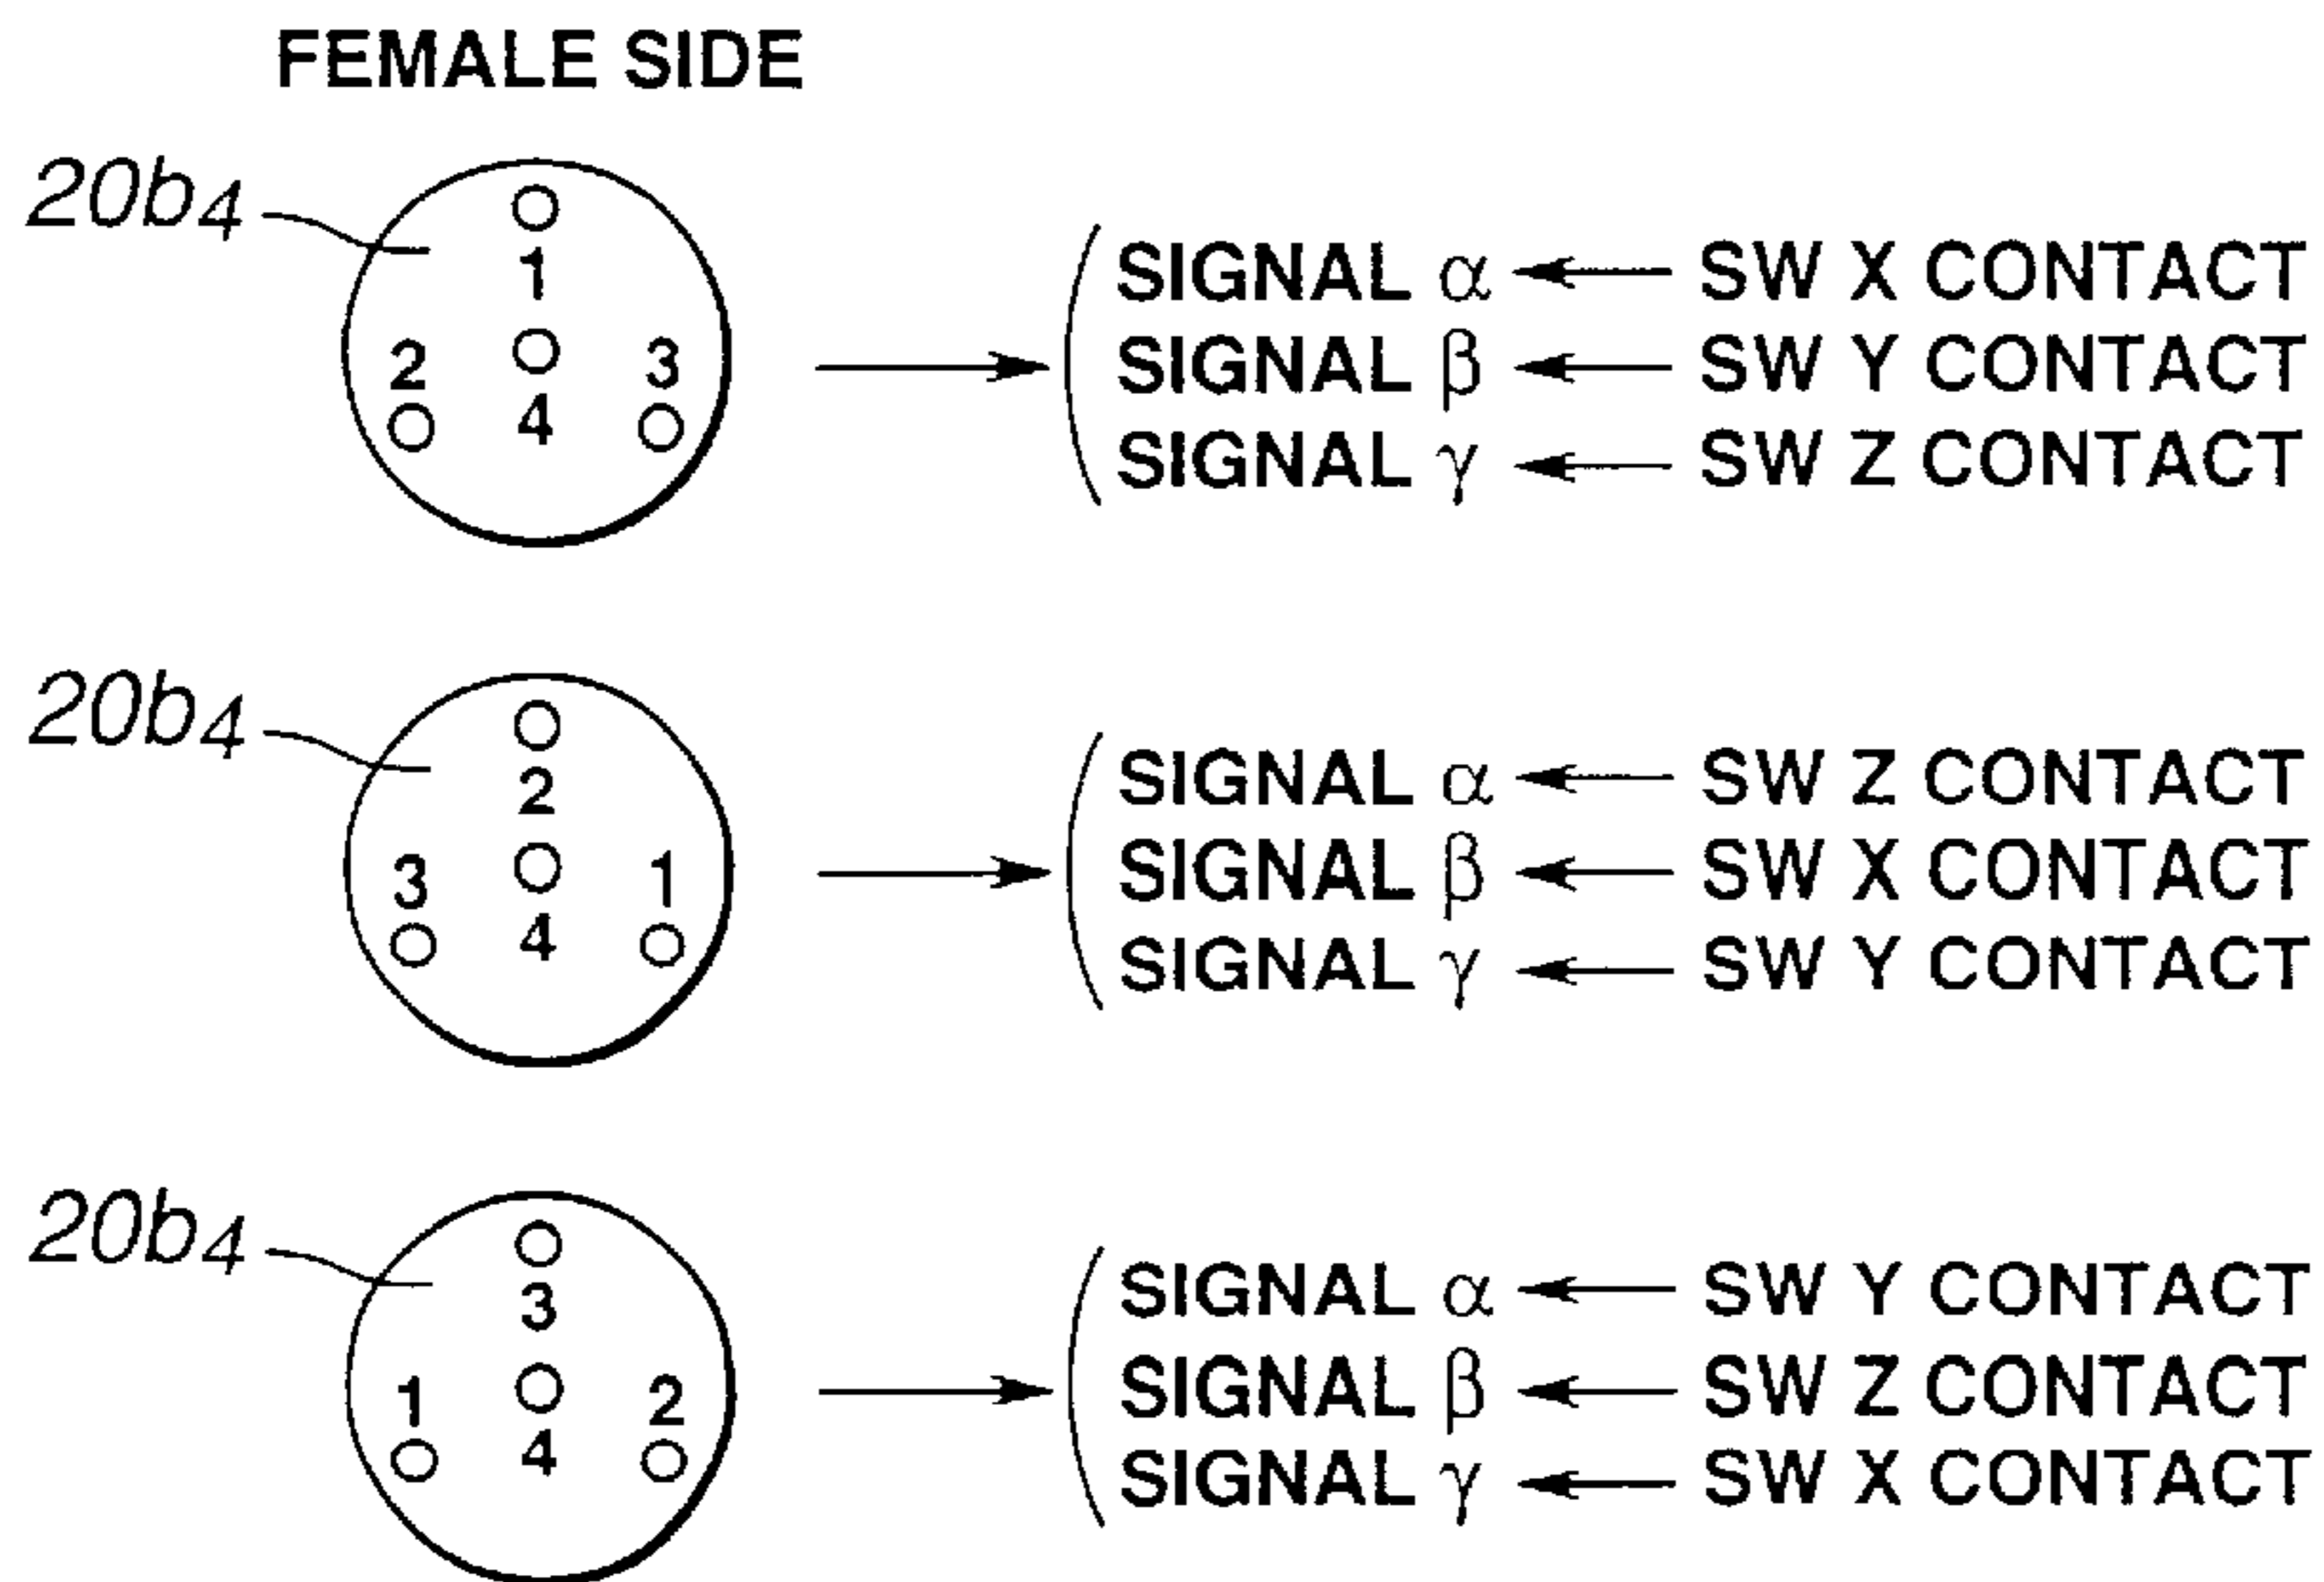 FEMALE SIDE
20b4
1
2
3
4
SIGNAL α ← SW X CONTACT
SIGNAL β ← SW Y CONTACT
SIGNAL γ ← SW Z CONTACT
20b4
2
3
1
4
SIGNAL α ← SW Z CONTACT
SIGNAL β ← SW X CONTACT
SIGNAL γ ← SW Y CONTACT
20b4
3
1
2
4
SIGNAL α ← SW Y CONTACT
SIGNAL β ← SW Z CONTACT
SIGNAL γ ← SW X CONTACT